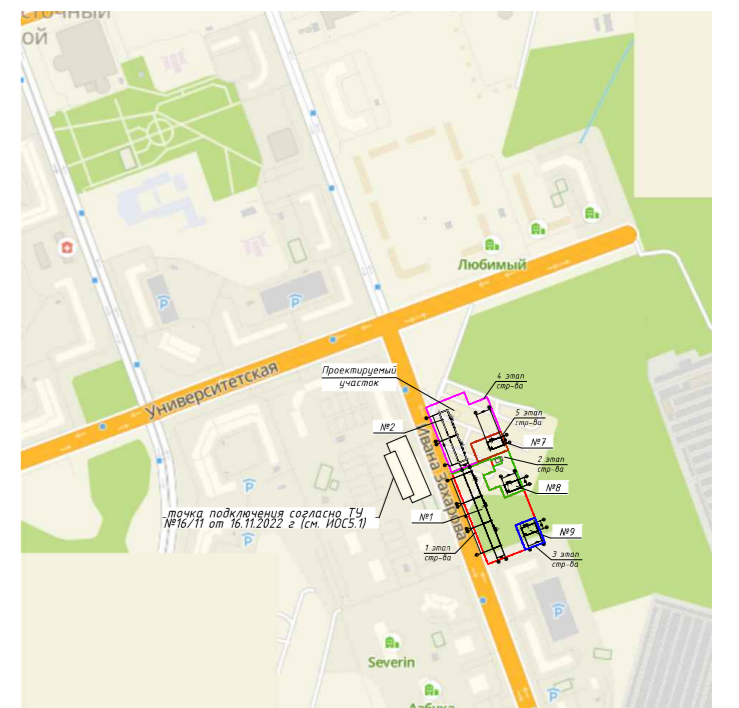 ОЙ
Любимый
Университетская
Проектируемый
участок
4 этап
стр-ва
5 этап
стр-ва
№2
№7
2 этап
стр-ва
№8
Ивана Захарова
точка подключения согласно ТУ
№16/11 от 16.11.2022 г (см. ИОС5.1)
№1
№9
1 этап
стр-ва
3 этап
стр-ва
P
P
P
P
P
P
Severin
Азбука